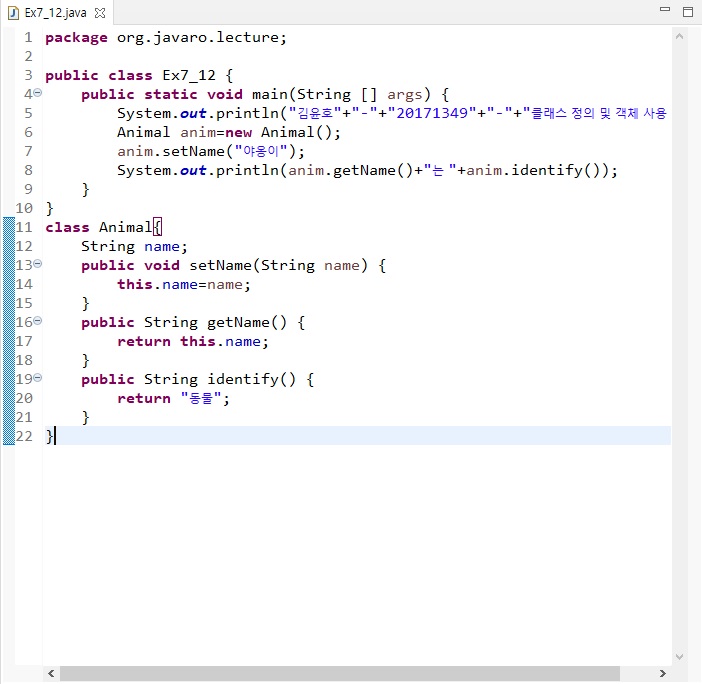 Ex7_12.java
1 package org.javaro.lecture;
2
3 public class Ex7_12 {
4     public static void main(String [] args) {
5         System.out.println("김윤호"+"-"+"20171349"+"-"+"클래스 정의 및 객체 사용
6         Animal anim=new Animal();
7         anim.setName("야옹이");
8         System.out.println(anim.getName()+"는 "+anim.identify());
9     }
10 }
11 class Animal{
12     String name;
13     public void setName(String name) {
14         this.name=name;
15     }
16     public String getName() {
17         return this.name;
18     }
19     public String identify() {
20         return "동물";
21     }
22 }